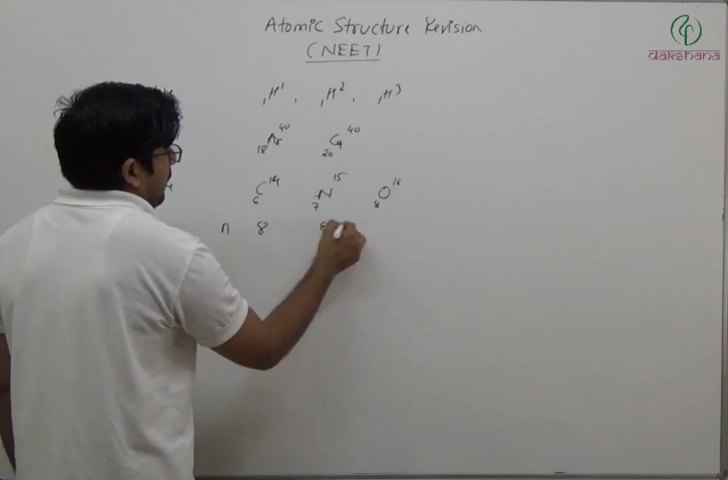 Atomic Structure Revision
(NEET)
dakshana
₁H¹, ₁H², ₁H³
₁₈Ar⁴⁰ ₂₀Ca⁴⁰
₆C¹⁴ ₇N¹⁵ ₈O¹⁶
n 8 8